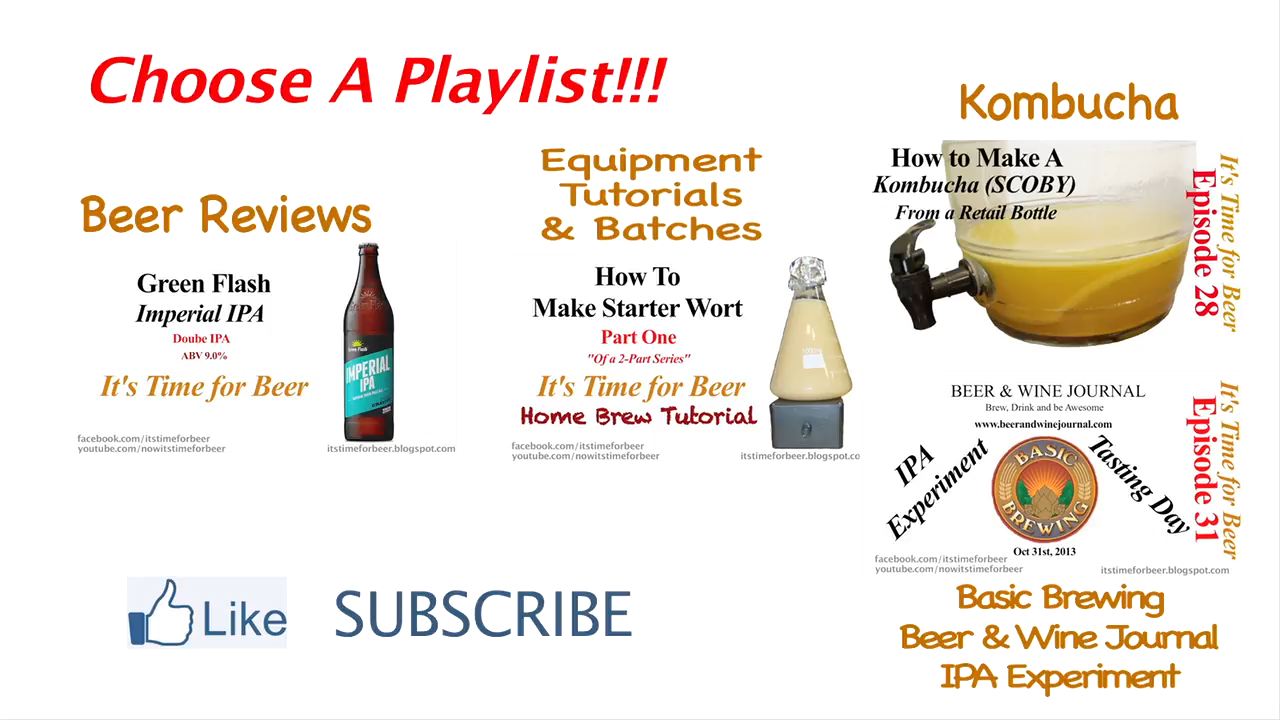 Choose A Playlist!!!
Beer Reviews
Green Flash
Imperial IPA
Doube IPA
ABV 9.0%
It's Time for Beer
Green Flash
IMPERIAL
IPA
facebook.com/itstimeforbeer
youtube.com/nowitstimeforbeer
itstimeforbeer.blogspot.com
Equipment
Tutorials
& Batches
How To
Make Starter Wort
Part One
"Of a 2-Part Series"
It's Time for Beer
Home Brew Tutorial
facebook.com/itstimeforbeer
youtube.com/nowitstimeforbeer
itstimeforbeer.blogspot.co
Kombucha
How to Make A
Kombucha (SCOBY)
From a Retail Bottle
It's Time for Beer
Episode 28
BEER & WINE JOURNAL
Brew, Drink and be Awesome
www.beerandwinejournal.com
IPA
Experiment
BASIC
BREWING
Tasting Day
Oct 31st, 2013
It's Time for Beer
Episode 31
facebook.com/itstimeforbeer
youtube.com/nowitstimeforbeer
itstimeforbeer.blogspot.com
Basic Brewing
Beer & Wine Journal
IPA Experiment
Like
SUBSCRIBE